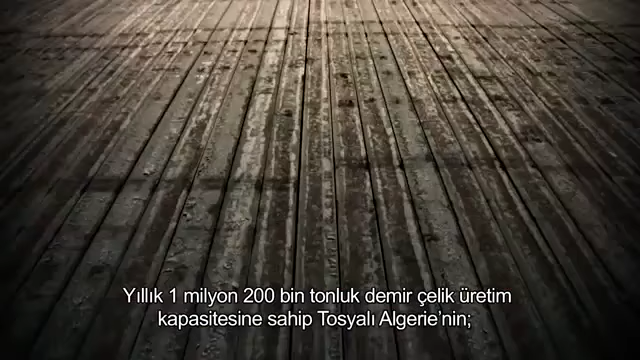 Yıllık 1 milyon 200 bin tonluk demir çelik üretim
kapasitesine sahip Tosyalı Algerie'nin;